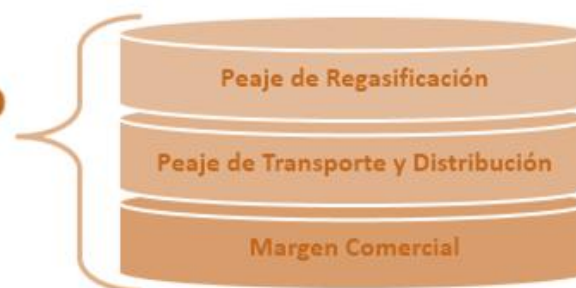 Peaje de Regasificación
Peaje de Transporte y Distribución
Margen Comercial